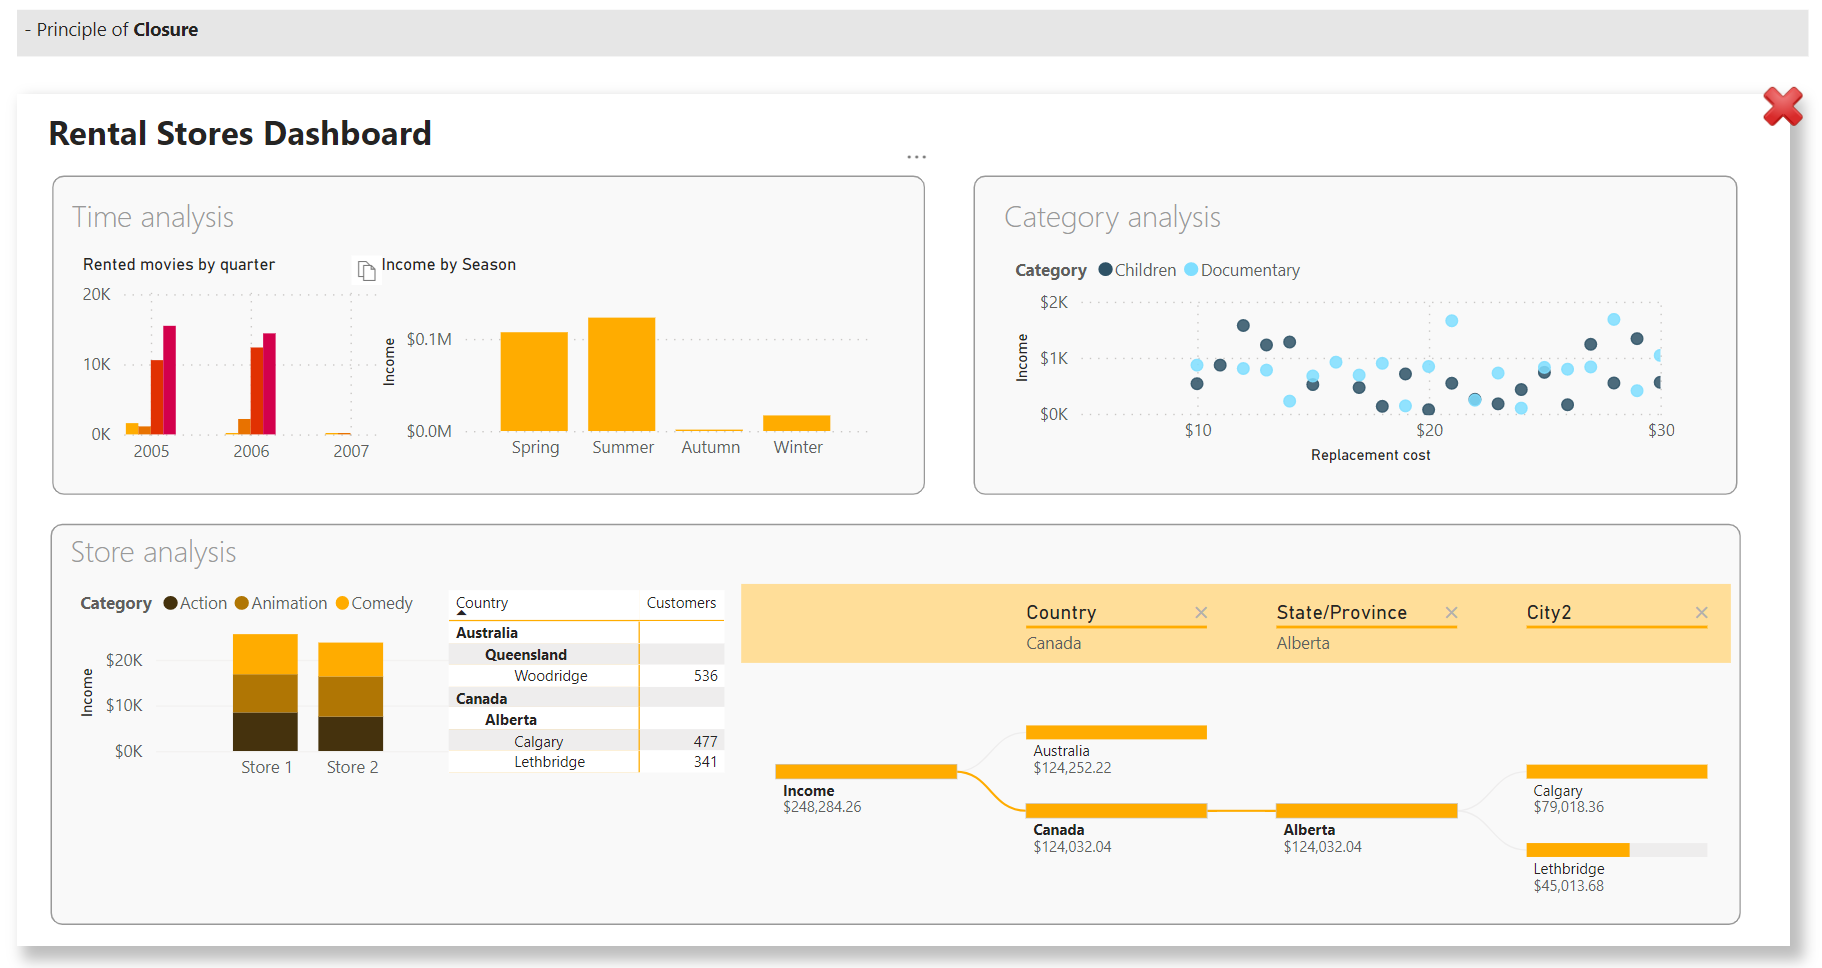 - Principle of Closure
Rental Stores Dashboard
...
Time analysis
Rented movies by quarter
20K
10K
0K
2005 2006 2007
Income by Season
Income
$0.1M
$0.0M
Spring Summer Autumn Winter
Category analysis
Category Children Documentary
Income
$2K
$1K
$0K
$10 $20 $30
Replacement cost
Store analysis
Category Action Animation Comedy
Income
$20K
$10K
$0K
Store 1 Store 2
Country Customers
Australia
Queensland
Woodridge 536
Canada
Alberta
Calgary 477
Lethbridge 341
Country State/Province City2
Canada Alberta
Income
$248,284.26
Australia
$124,252.22
Canada
$124,032.04
Alberta
$124,032.04
Calgary
$79,018.36
Lethbridge
$45,013.68